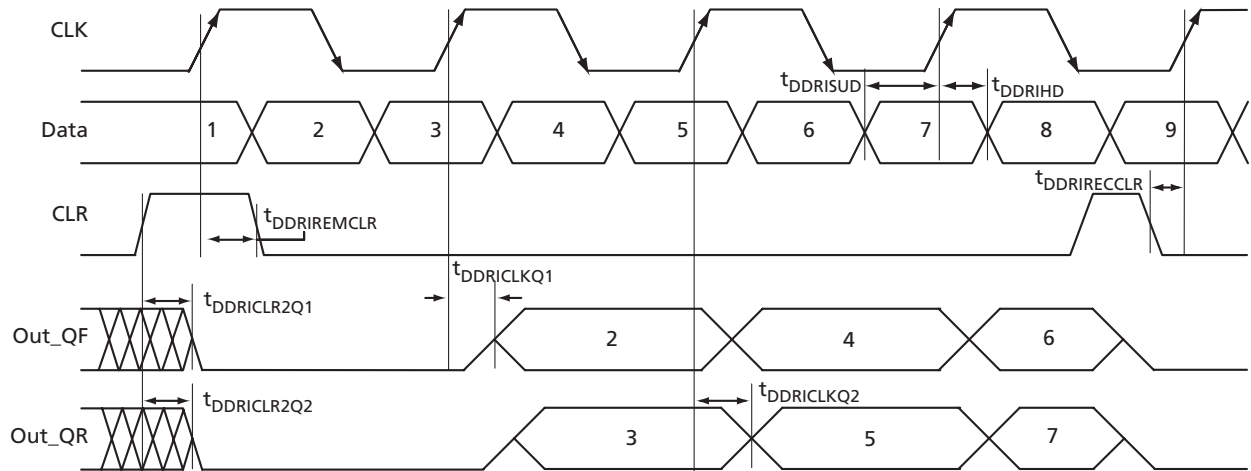 CLK
tDDRISUD
tDDRIHD
Data 1 2 3 4 5 6 7 8 9
tDDRIRECCLR
CLR
tDDRIREMCLR
tDDRICLKQ1
tDDRICLR2Q1
Out_QF 2 4 6
tDDRICLR2Q2
tDDRICLKQ2
Out_QR 3 5 7